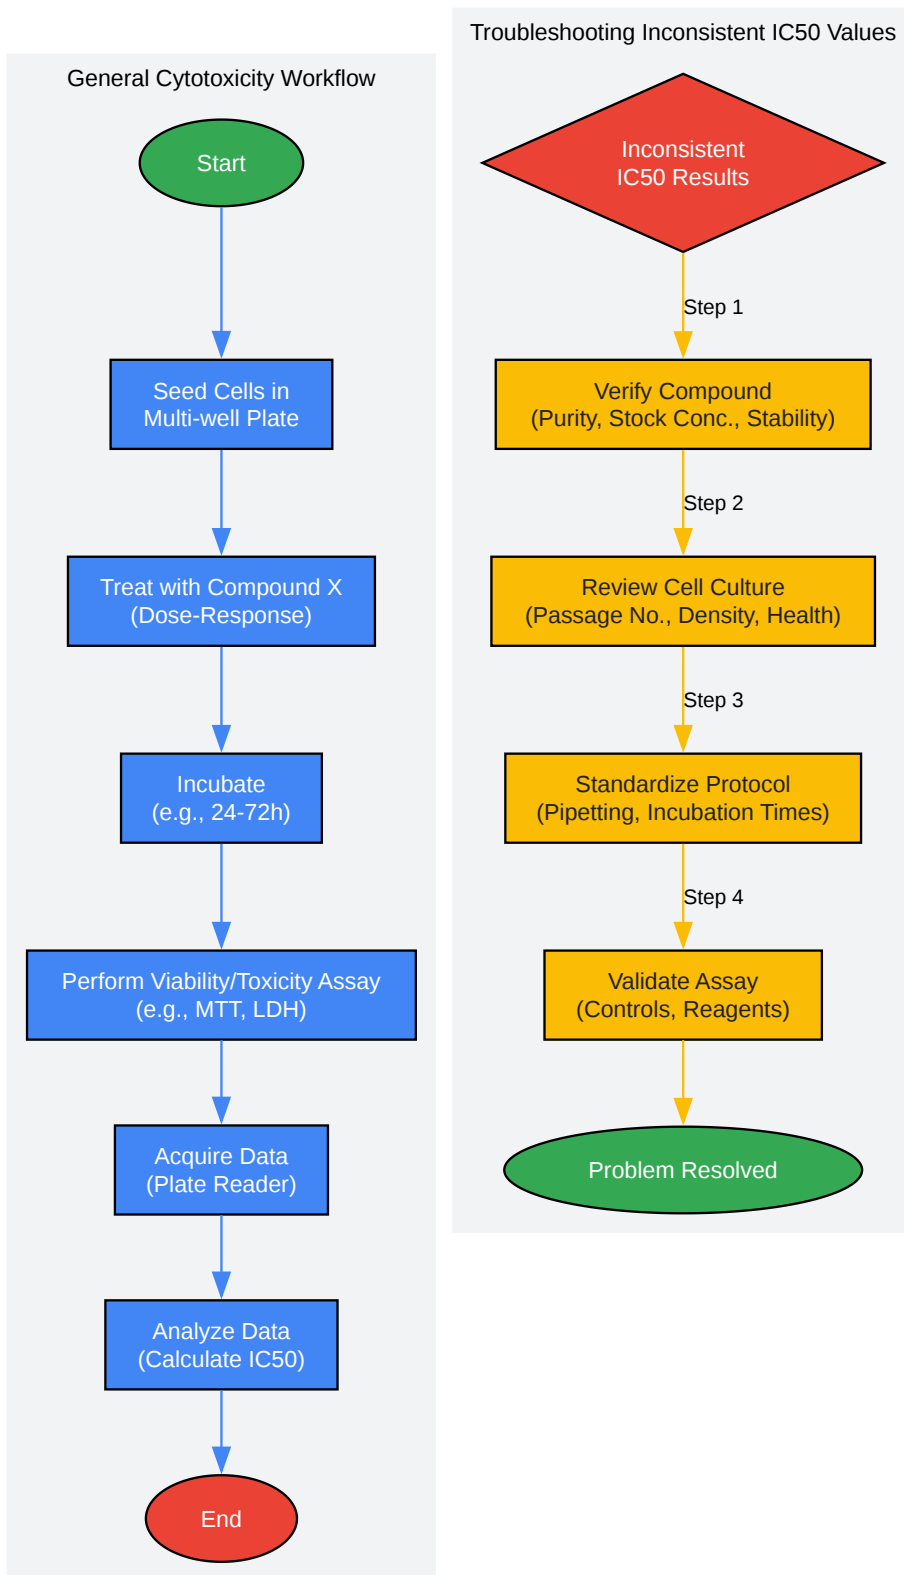 General Cytotoxicity Workflow
Start
Seed Cells in
Multi-well Plate
Treat with Compound X
(Dose-Response)
Incubate
(e.g., 24-72h)
Perform Viability/Toxicity Assay
(e.g., MTT, LDH)
Acquire Data
(Plate Reader)
Analyze Data
(Calculate IC50)
End
Troubleshooting Inconsistent IC50 Values
Inconsistent
IC50 Results
Step 1
Verify Compound
(Purity, Stock Conc., Stability)
Step 2
Review Cell Culture
(Passage No., Density, Health)
Step 3
Standardize Protocol
(Pipetting, Incubation Times)
Step 4
Validate Assay
(Controls, Reagents)
Problem Resolved